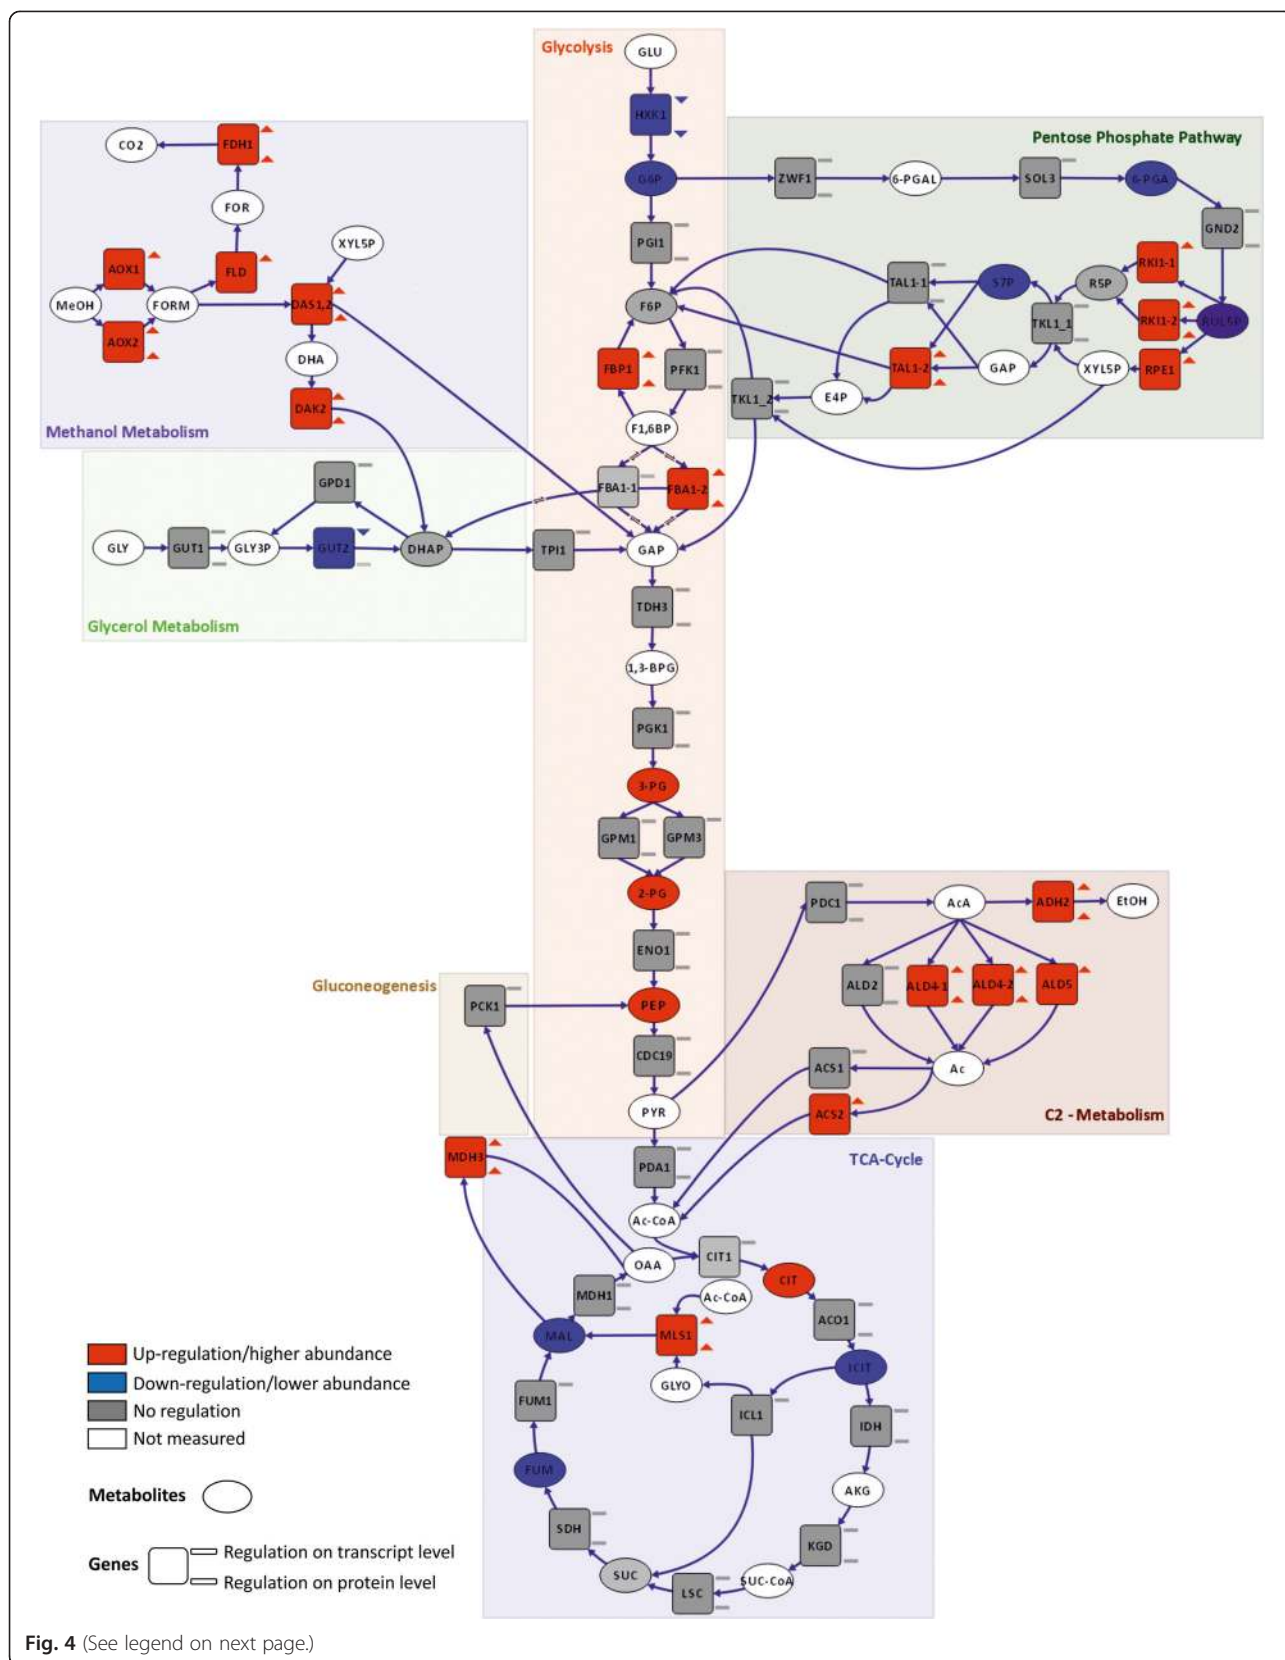 Glycolysis
GLU
HXK1
G6P
PGI1
F6P
FBP1
PFK1
F1,6BP
FBA1-1
FBA1-2
GAP
TDH3
1,3-BPG
PGK1
3-PG
GPM1
GPM3
2-PG
ENO1
PEP
CDC19
PYR
CO2
FDH1
FOR
XYL5P
AOX1
FLD
MeOH
FORM
DAS1,2
AOX2
DHA
DAK2
Methanol Metabolism
GPD1
GLY
GUT1
GLY3P
GUT2
DHAP
TPI1
Glycerol Metabolism
Pentose Phosphate Pathway
ZWF1
6-PGAL
SOL3
6-PGA
GND2
RKI1-1
TAL1-1
S7P
R5P
TKL1_1
RKI1-2
RUL5P
TAL1-2
GAP
XYL5P
RPE1
TKL1_2
E4P
PDC1
AcA
ADH2
EtOH
ALD2
ALD4-1
ALD4-2
ALD5
ACS1
Ac
ACS2
C2 - Metabolism
Gluconeogenesis
PCK1
MDH3
PDA1
TCA-Cycle
Ac-CoA
OAA
CIT1
CIT
MDH1
Ac-CoA
MAL
MLS1
ACO1
ICIT
GLYO
FUM1
ICL1
IDH
FUM
AKG
SDH
KGD
SUC
LSC
SUC-CoA
Up-regulation/higher abundance
Down-regulation/lower abundance
No regulation
Not measured
Metabolites
Genes
Regulation on transcript level
Regulation on protein level
Fig. 4 (See legend on next page.)